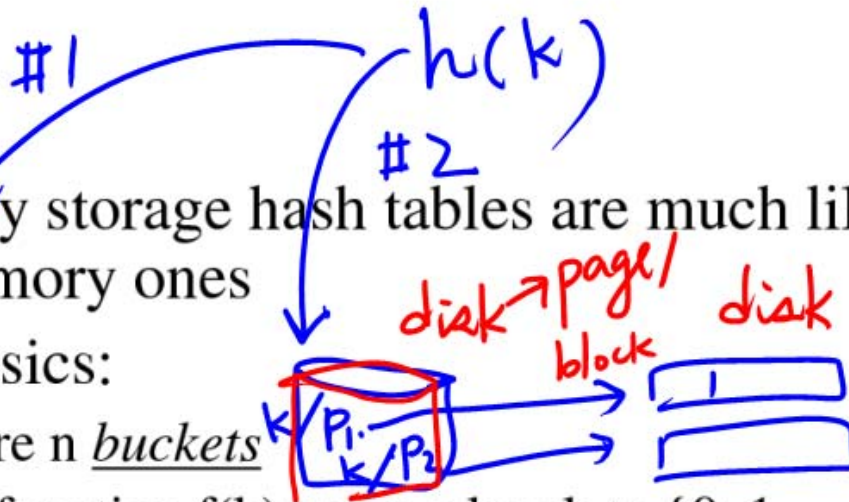 #1 h(k)
#2
y storage hash tables are much li
mory ones
disk → page/ disk
block
sics:
k/P1. 1
re n buckets
k/P2